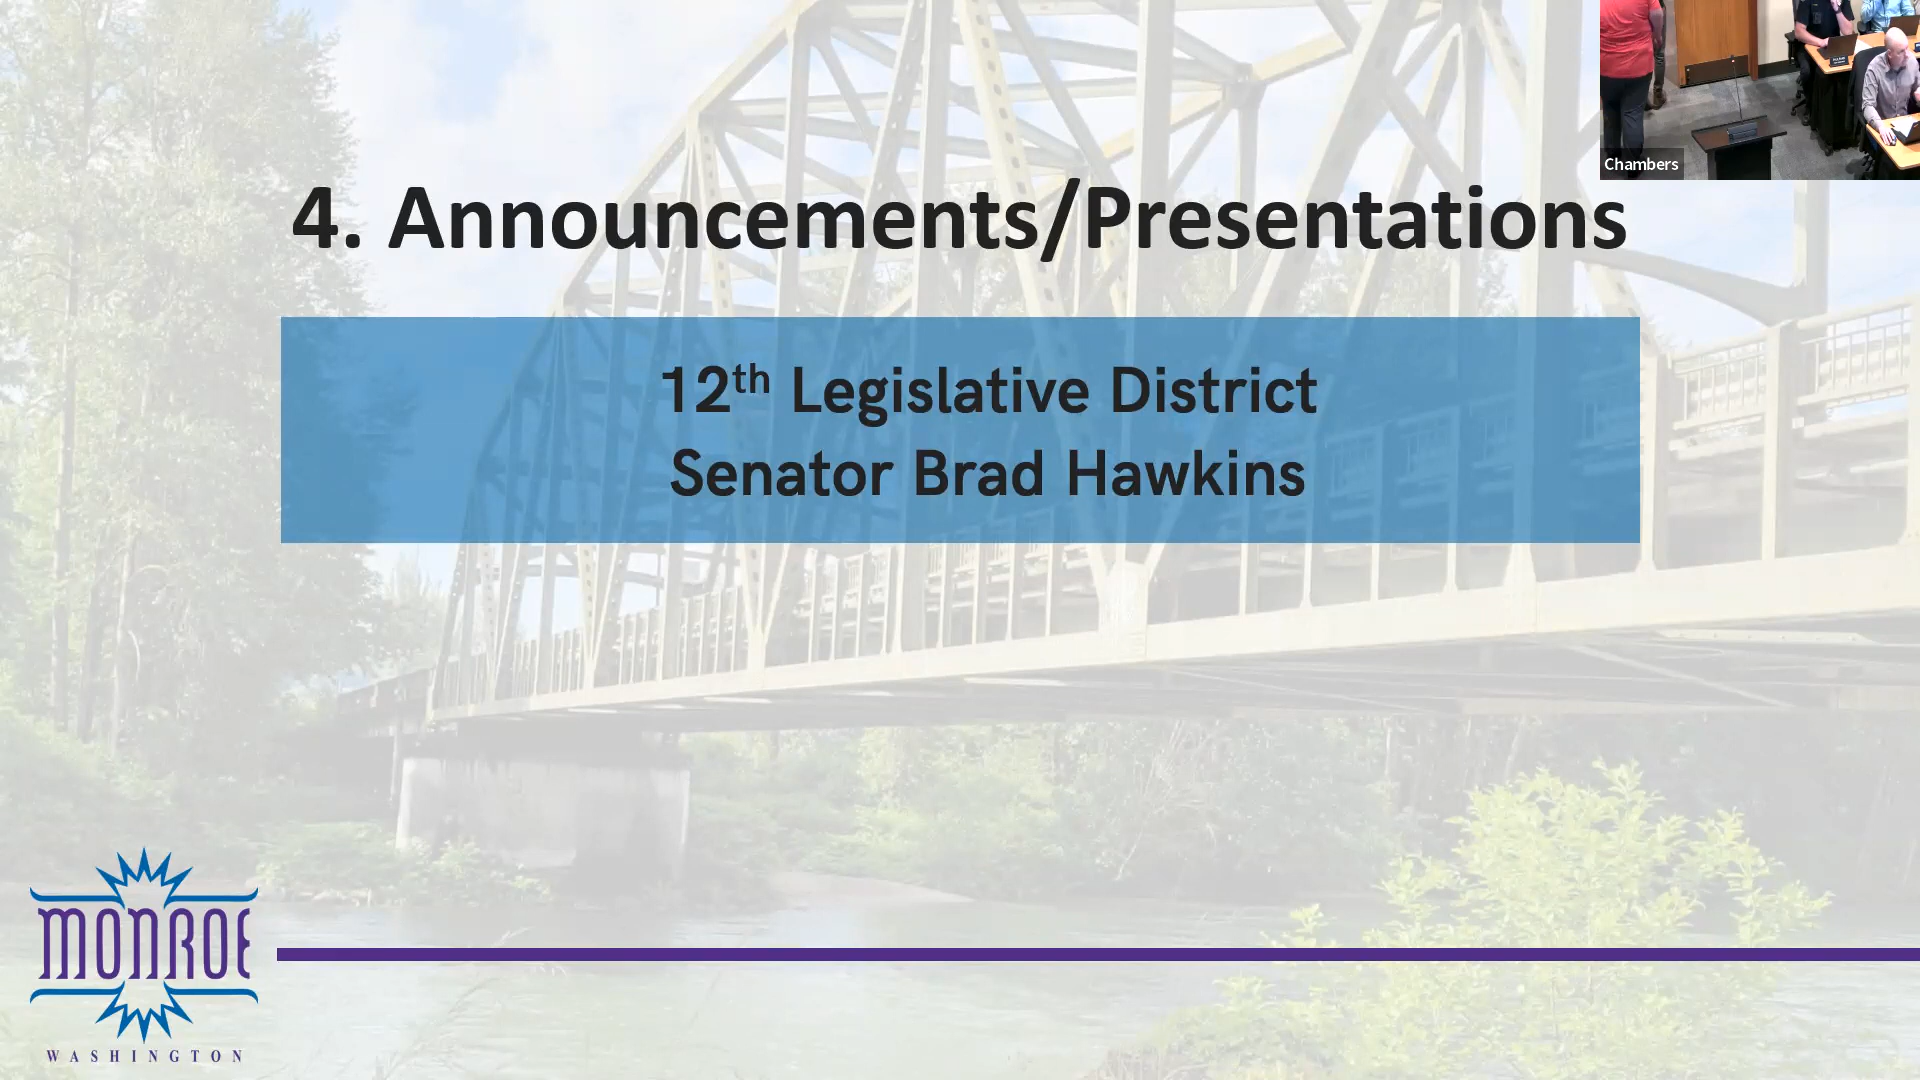 Chambers
4. Announcements/Presentations
12th Legislative District
Senator Brad Hawkins
MONROE
WASHINGTON